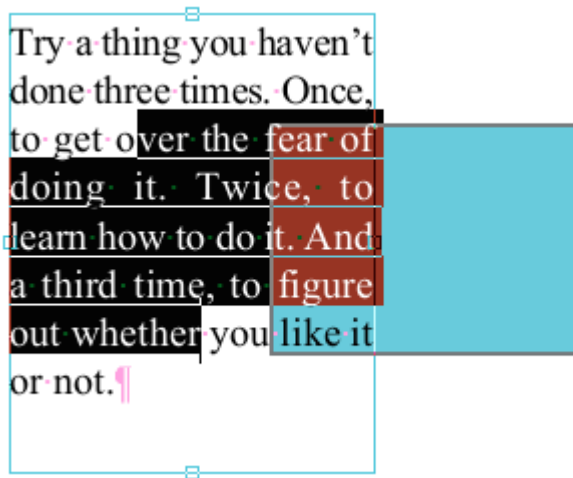 Try a thing you haven’t
done three times. Once,
to get over the fear of
doing it. Twice, to
learn how to do it. And
a third time, to figure
out whether you like it
or not.¶